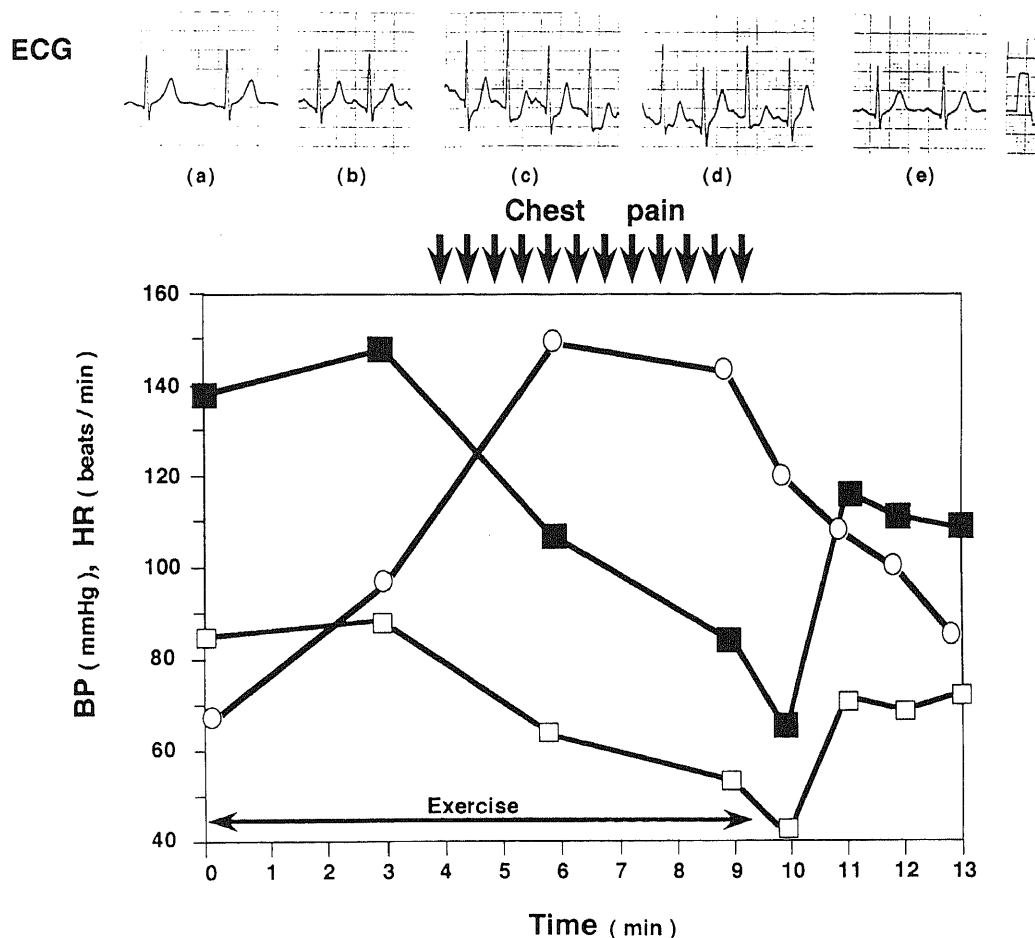 ECG
(a) (b) (c) (d) (e)
Chest pain
160
140
120
100
80
60
40
BP ( mmHg ), HR ( beats / min )
Exercise
0 1 2 3 4 5 6 7 8 9 10 11 12 13
Time ( min )